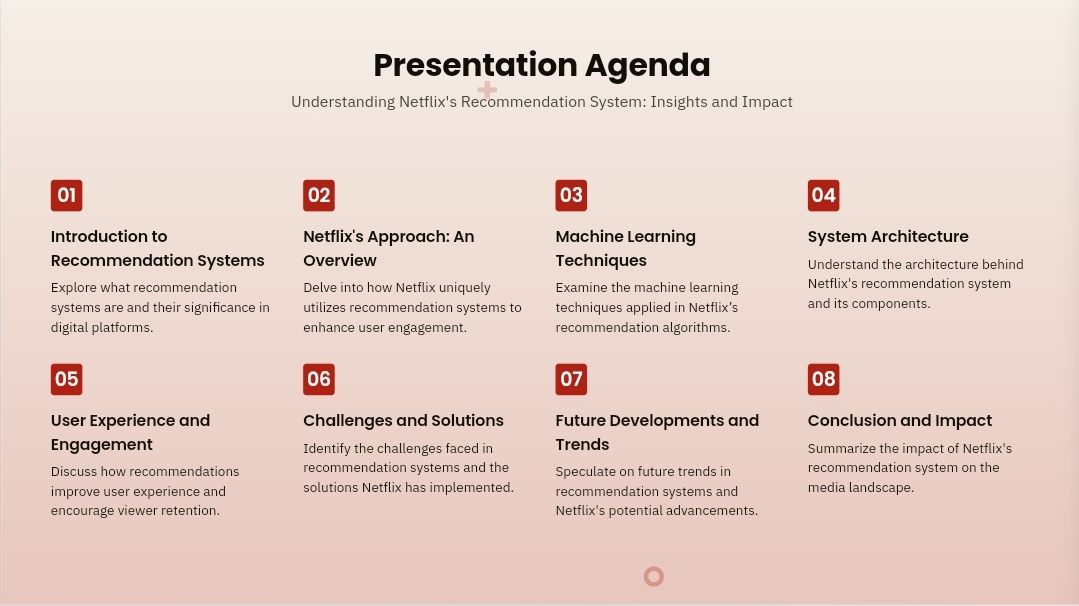 Presentation Agenda
Understanding Netflix's Recommendation System: Insights and Impact
01
Introduction to
Recommendation Systems
Explore what recommendation
systems are and their significance in
digital platforms.
02
Netflix's Approach: An
Overview
Delve into how Netflix uniquely
utilizes recommendation systems to
enhance user engagement.
03
Machine Learning
Techniques
Examine the machine learning
techniques applied in Netflix’s
recommendation algorithms.
04
System Architecture
Understand the architecture behind
Netflix's recommendation system
and its components.
05
User Experience and
Engagement
Discuss how recommendations
improve user experience and
encourage viewer retention.
06
Challenges and Solutions
Identify the challenges faced in
recommendation systems and the
solutions Netflix has implemented.
07
Future Developments and
Trends
Speculate on future trends in
recommendation systems and
Netflix's potential advancements.
08
Conclusion and Impact
Summarize the impact of Netflix's
recommendation system on the
media landscape.